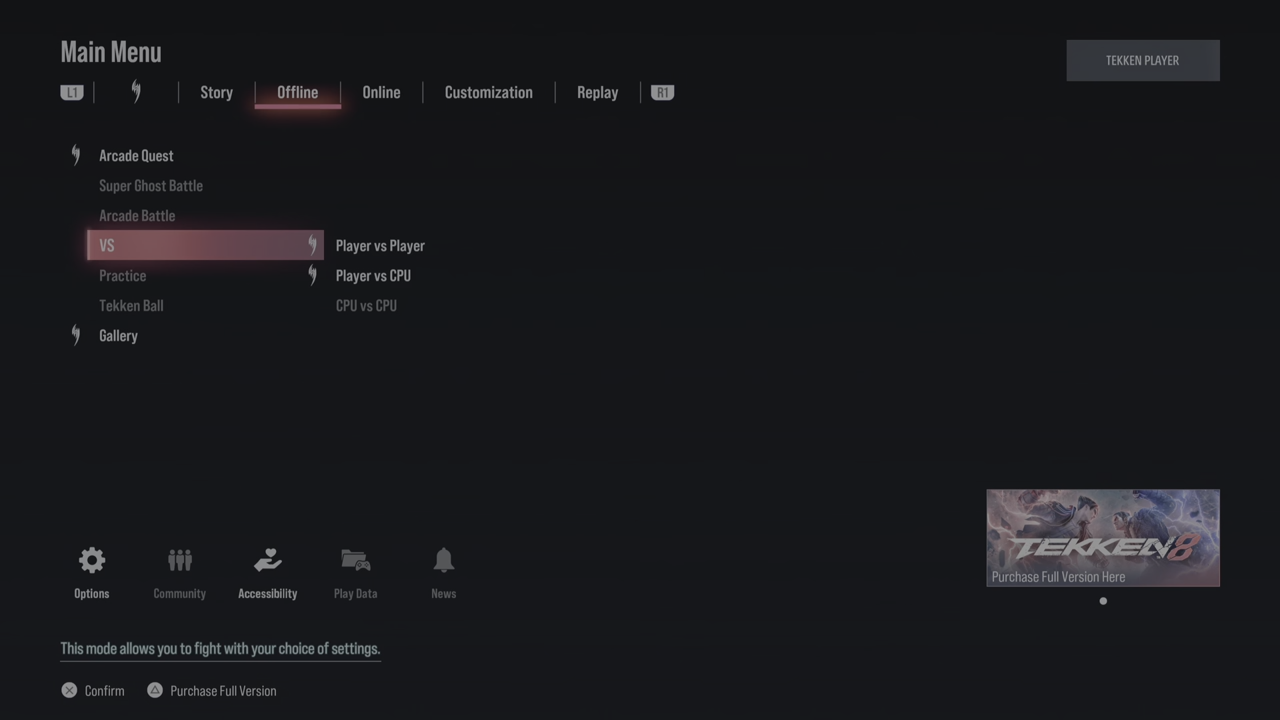 Main Menu
TEKKEN PLAYER
L1 Story Offline Online Customization Replay R1
Arcade Quest
Super Ghost Battle
Arcade Battle
VS Player vs Player
Practice Player vs CPU
Tekken Ball CPU vs CPU
Gallery
TEKKEN 8
Purchase Full Version Here
Options Community Accessibility Play Data News
This mode allows you to fight with your choice of settings.
Confirm Purchase Full Version